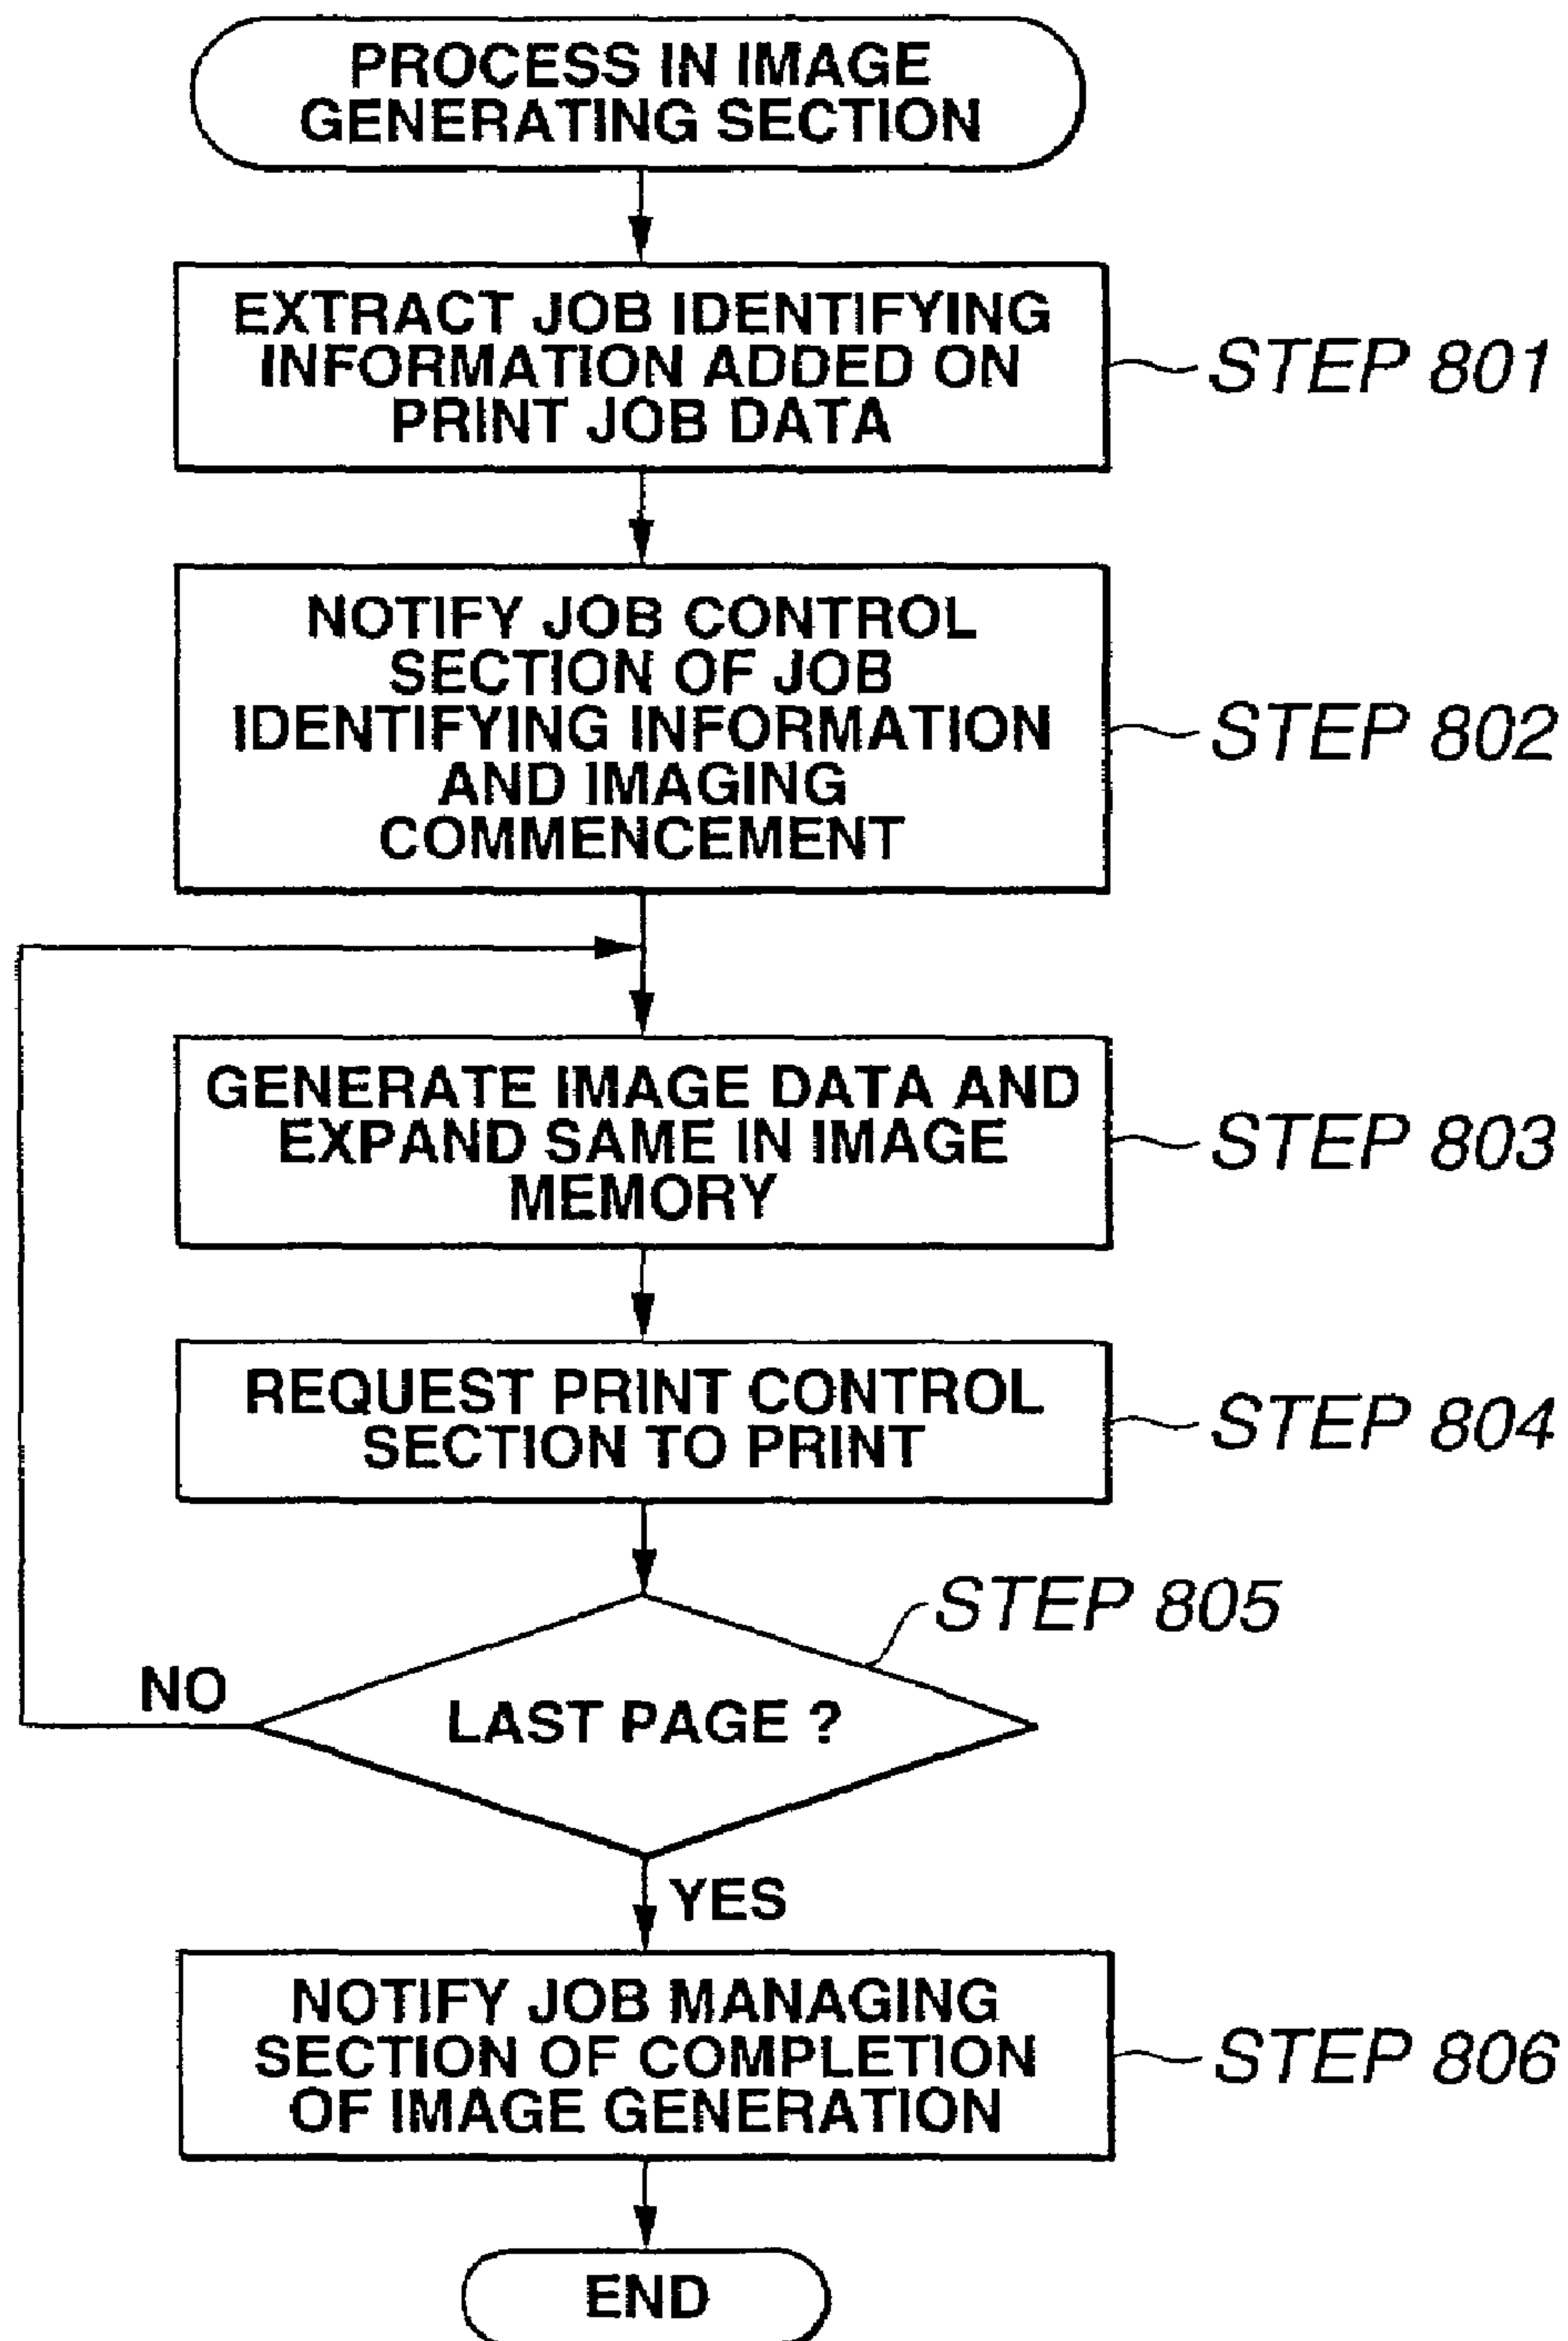 PROCESS IN IMAGE
GENERATING SECTION
EXTRACT JOB IDENTIFYING
INFORMATION ADDED ON
PRINT JOB DATA
STEP 801
NOTIFY JOB CONTROL
SECTION OF JOB
IDENTIFYING INFORMATION
AND IMAGING
COMMENCEMENT
STEP 802
GENERATE IMAGE DATA AND
EXPAND SAME IN IMAGE
MEMORY
STEP 803
REQUEST PRINT CONTROL
SECTION TO PRINT
STEP 804
STEP 805
NO
LAST PAGE ?
YES
NOTIFY JOB MANAGING
SECTION OF COMPLETION
OF IMAGE GENERATION
STEP 806
END